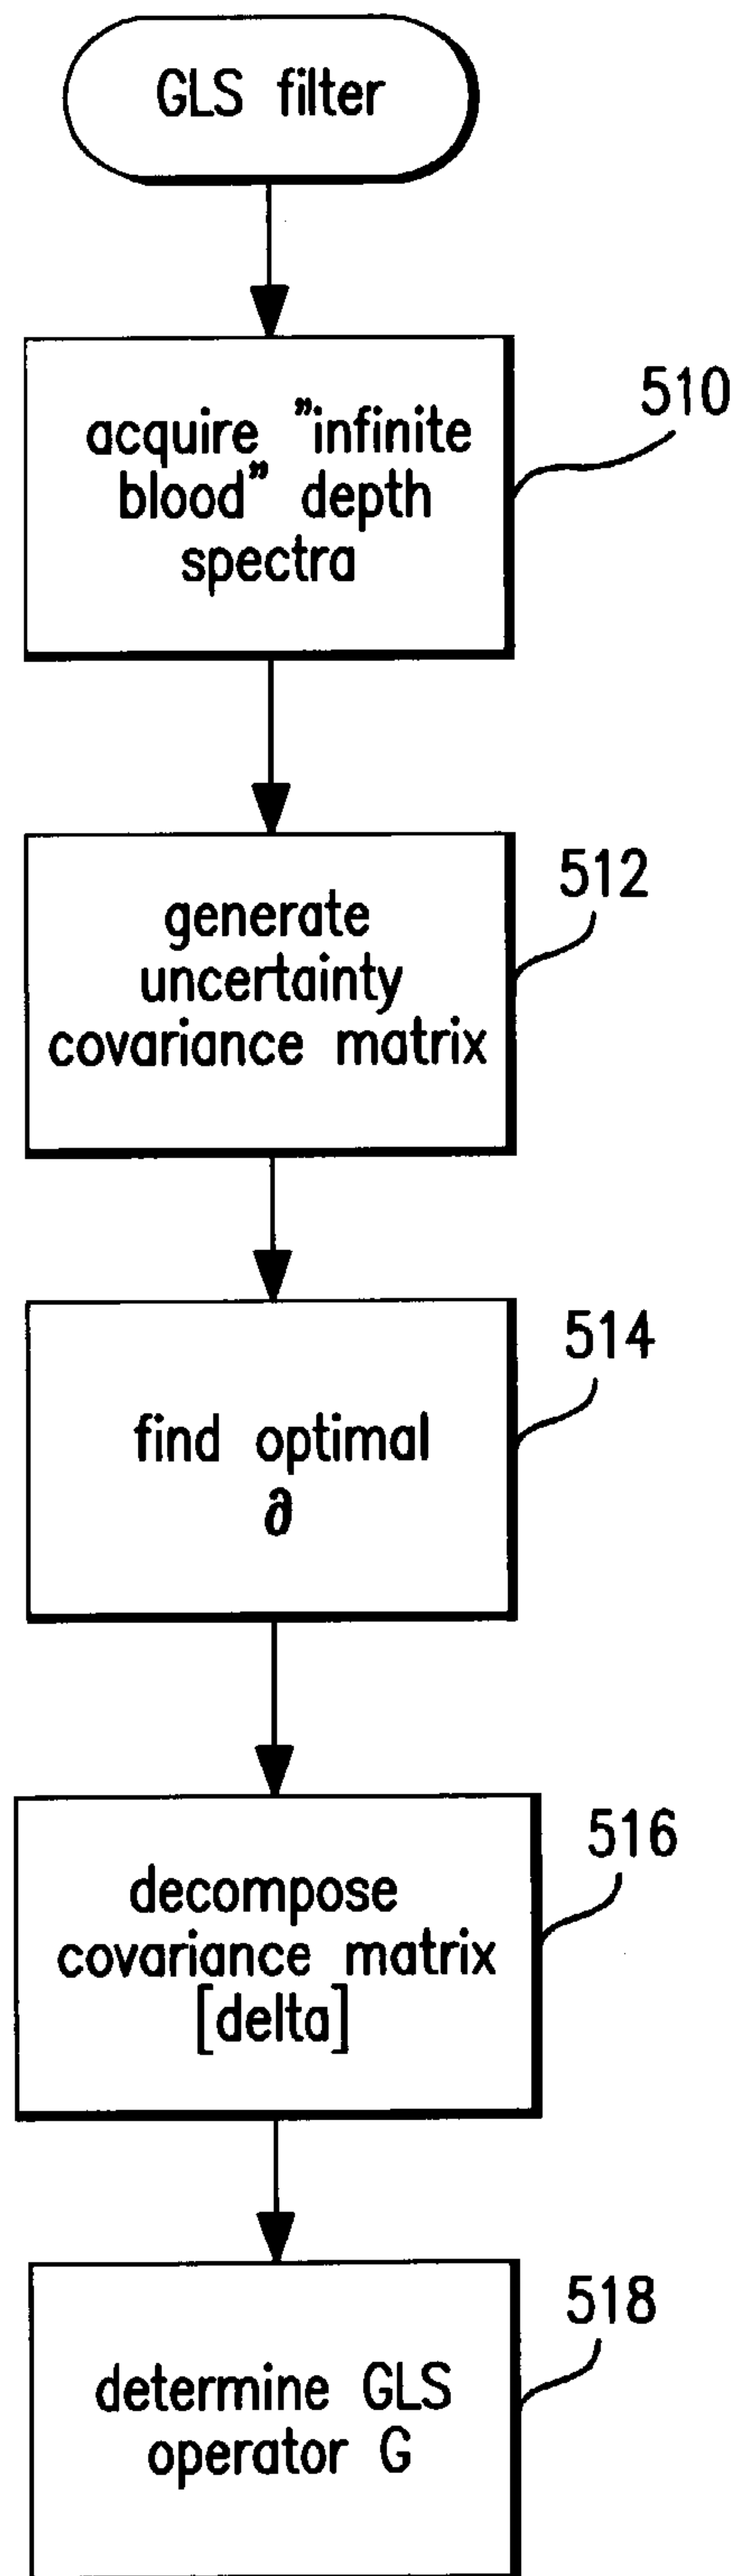 GLS filter
acquire "infinite
blood" depth
spectra
510
generate
uncertainty
covariance matrix
512
find optimal
∂
514
decompose
covariance matrix
[delta]
516
determine GLS
operator G
518